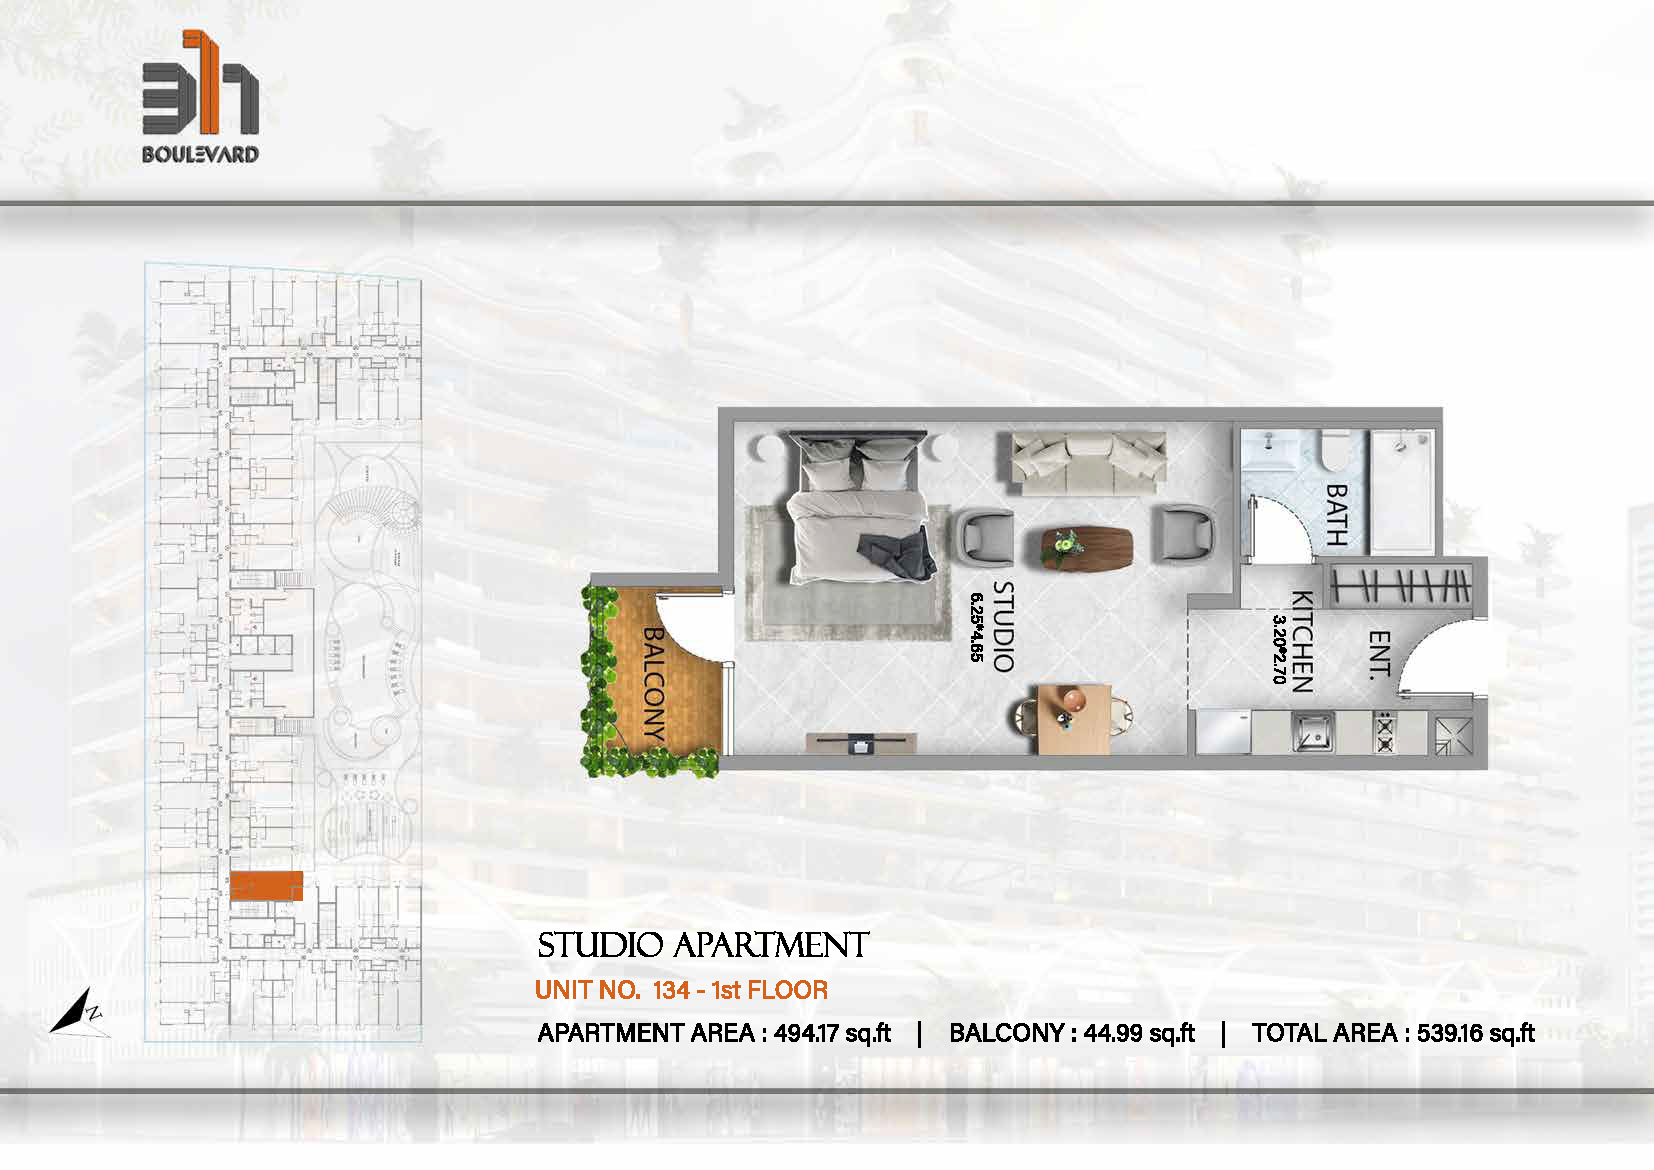 311
BOULEVARD
BATH
STUDIO
6.25*4.65
KITCHEN
3.20*2.70
ENT.
BALCONY
N
STUDIO APARTMENT
UNIT NO. 134 - 1st FLOOR
APARTMENT AREA : 494.17 sq.ft | BALCONY : 44.99 sq.ft | TOTAL AREA : 539.16 sq.ft